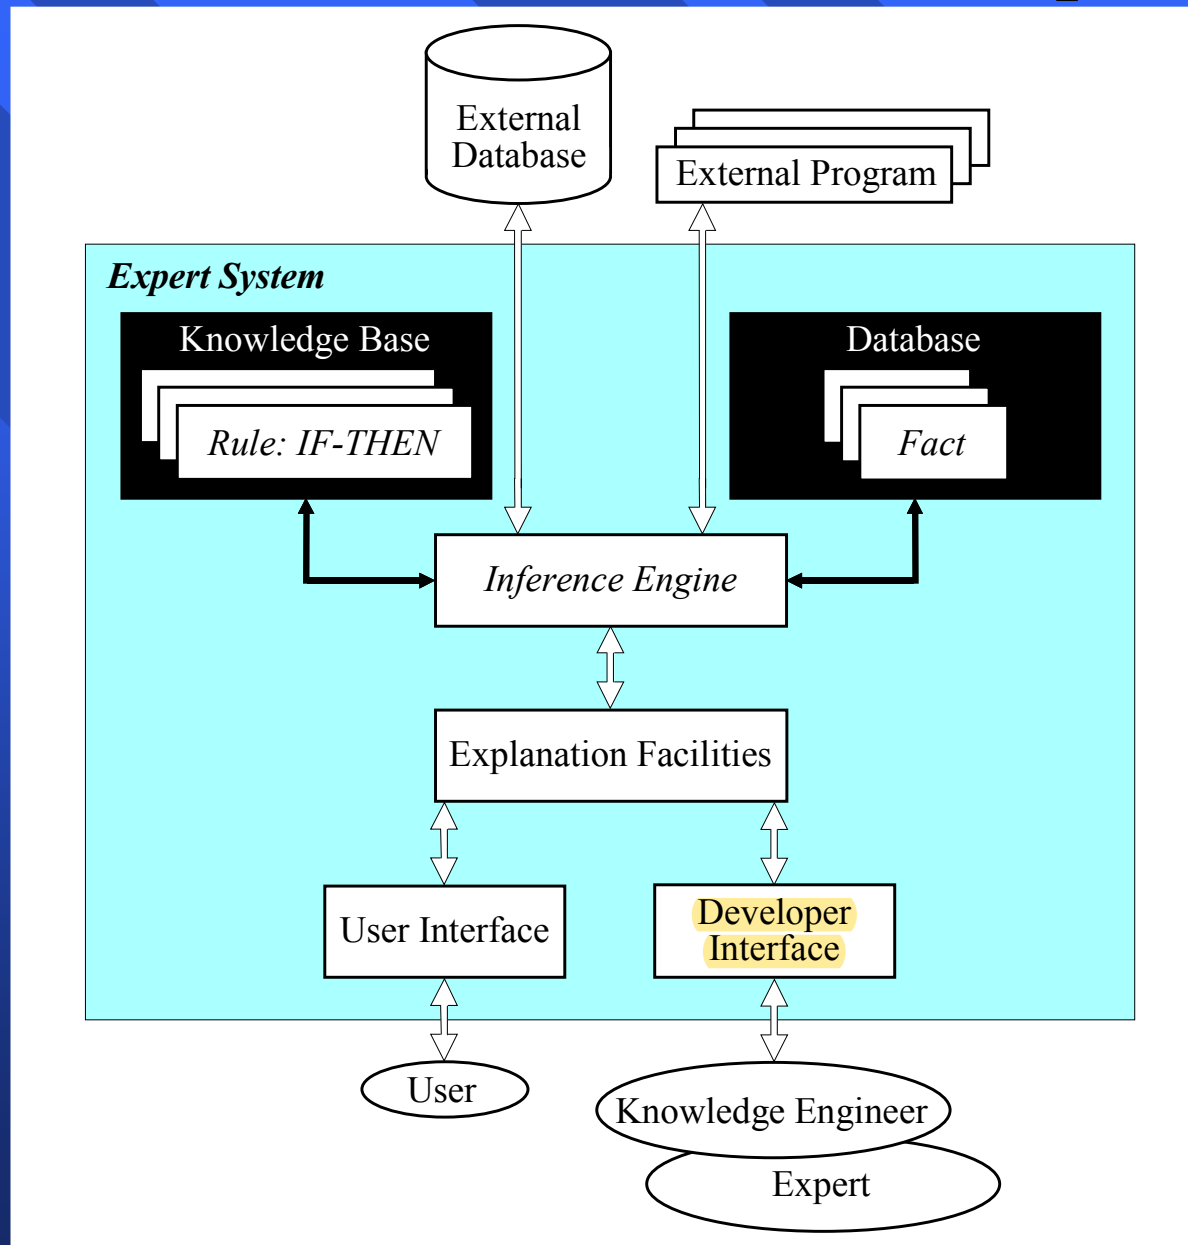 External
Database
External Program
Expert System
Knowledge Base
Rule: IF-THEN
Database
Fact
Inference Engine
Explanation Facilities
User Interface
Developer
Interface
User
Knowledge Engineer
Expert